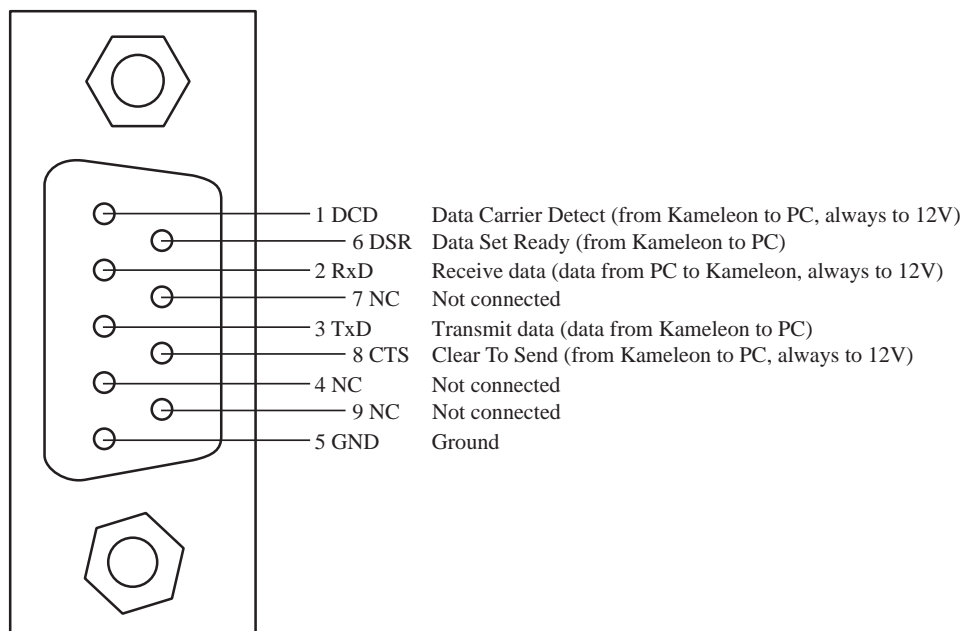 1 DCD Data Carrier Detect (from Kameleon to PC, always to 12V)
6 DSR Data Set Ready (from Kameleon to PC)
2 RxD Receive data (data from PC to Kameleon, always to 12V)
7 NC Not connected
3 TxD Transmit data (data from Kameleon to PC)
8 CTS Clear To Send (from Kameleon to PC, always to 12V)
4 NC Not connected
9 NC Not connected
5 GND Ground